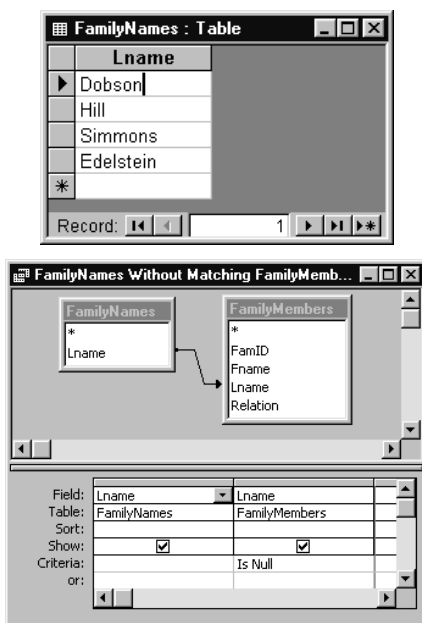 FamilyNames : Table
Lname
Dobson
Hill
Simmons
Edelstein
Record: 1
FamilyNames Without Matching FamilyMemb...
FamilyNames
*
Lname
FamilyMembers
*
FamID
Fname
Lname
Relation
Field: Lname Lname
Table: FamilyNames FamilyMembers
Sort:
Show:
Criteria: Is Null
or: